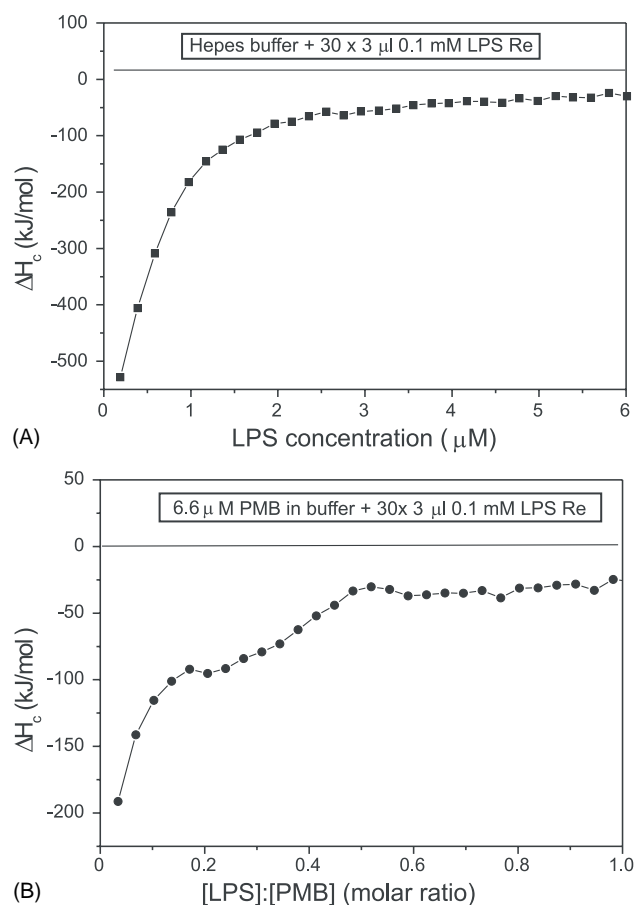 100
Hepes buffer + 30 x 3 μl 0.1 mM LPS Re
0
-100
-200
-300
-400
-500
ΔHc (kJ/mol)
0 1 2 3 4 5 6
(A)
LPS concentration ( μM)
50
6.6 μ M PMB in buffer + 30x 3 μl 0.1 mM LPS Re
0
-50
-100
-150
-200
ΔHc (kJ/mol)
0 0.2 0.4 0.6 0.8 1.0
(B)
[LPS]:[PMB] (molar ratio)